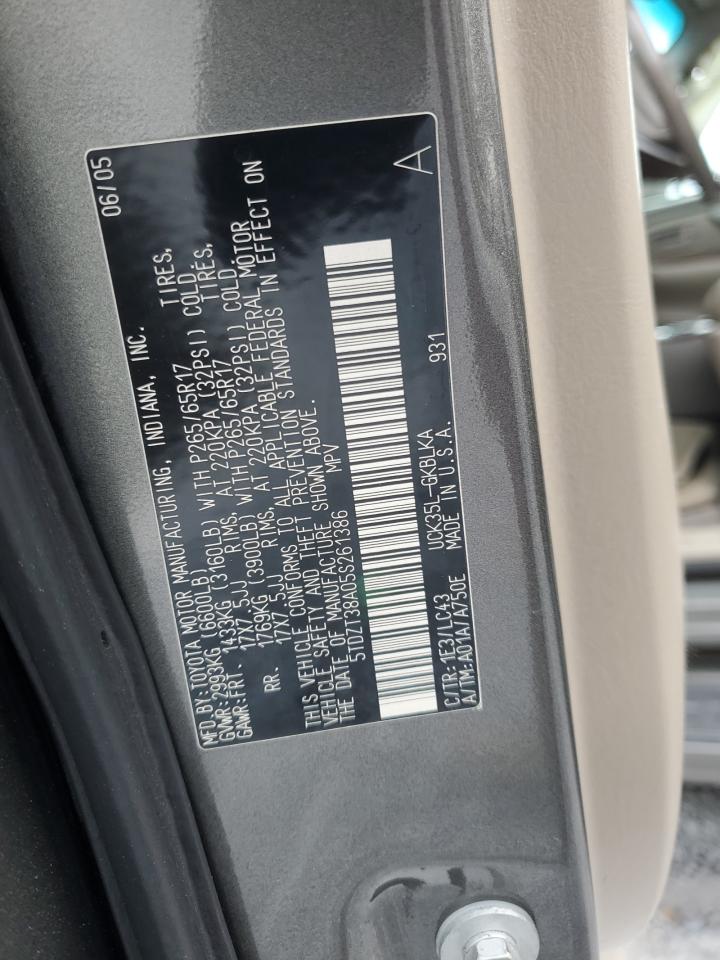 MFD.BY:TOYOTA MOTOR MANUFACTURING, INDIANA, INC. 06/05
GVWR:2993KG (6600LB)
GAWR:FRT. 1433KG (3160LB) WITH P265/65R17 TIRES,
17X7.5JJ RIMS, AT 220KPA (32PSI) COLD.
RR. 1769KG (3900LB) WITH P265/65R17 TIRES,
17X7.5JJ RIMS, AT 220KPA (32PSI) COLD.
THIS VEHICLE CONFORMS TO ALL APPLICABLE FEDERAL MOTOR
VEHICLE SAFETY AND THEFT PREVENTION STANDARDS IN EFFECT ON
THE DATE OF MANUFACTURE SHOWN ABOVE.
5TDZT38A05S261386 MPV
A
C/TR:1E3/LC43 UCK35L-GKBLKA 931
A/TM:A01A/A750E MADE IN U.S.A.